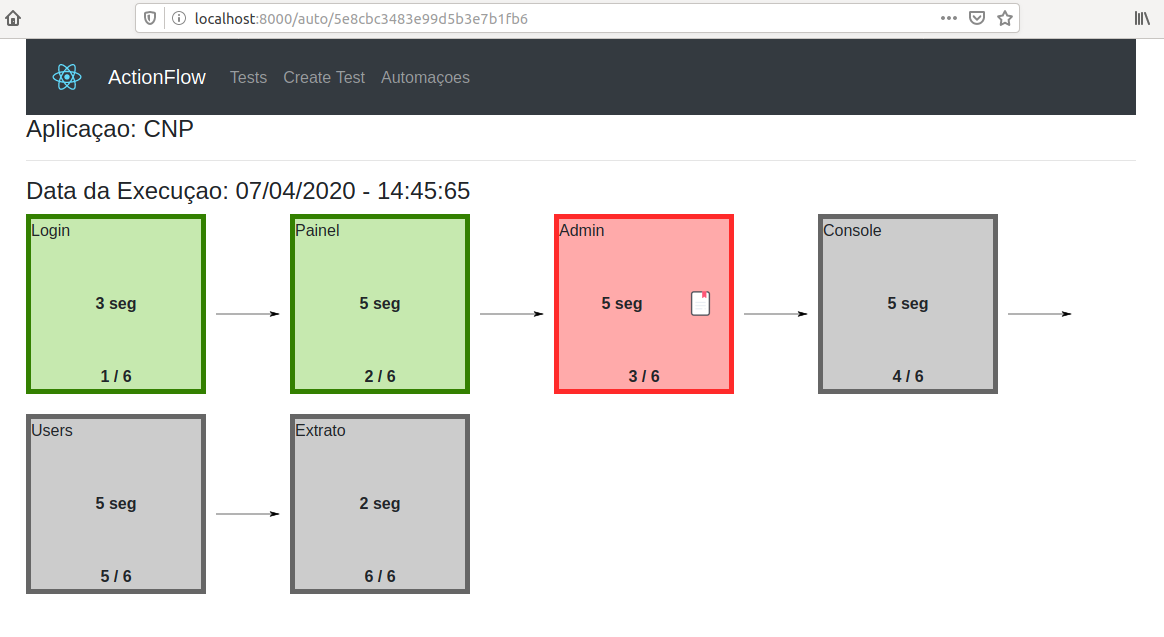 localhost:8000/auto/5e8cbc3483e99d5b3e7b1fb6
ActionFlow Tests Create Test Automaçoes
Aplicaçao: CNP
Data da Execuçao: 07/04/2020 - 14:45:65
Login Painel Admin Console
3 seg 5 seg 5 seg 5 seg
1 / 6 2 / 6 3 / 6 4 / 6
Users Extrato
5 seg 2 seg
5 / 6 6 / 6